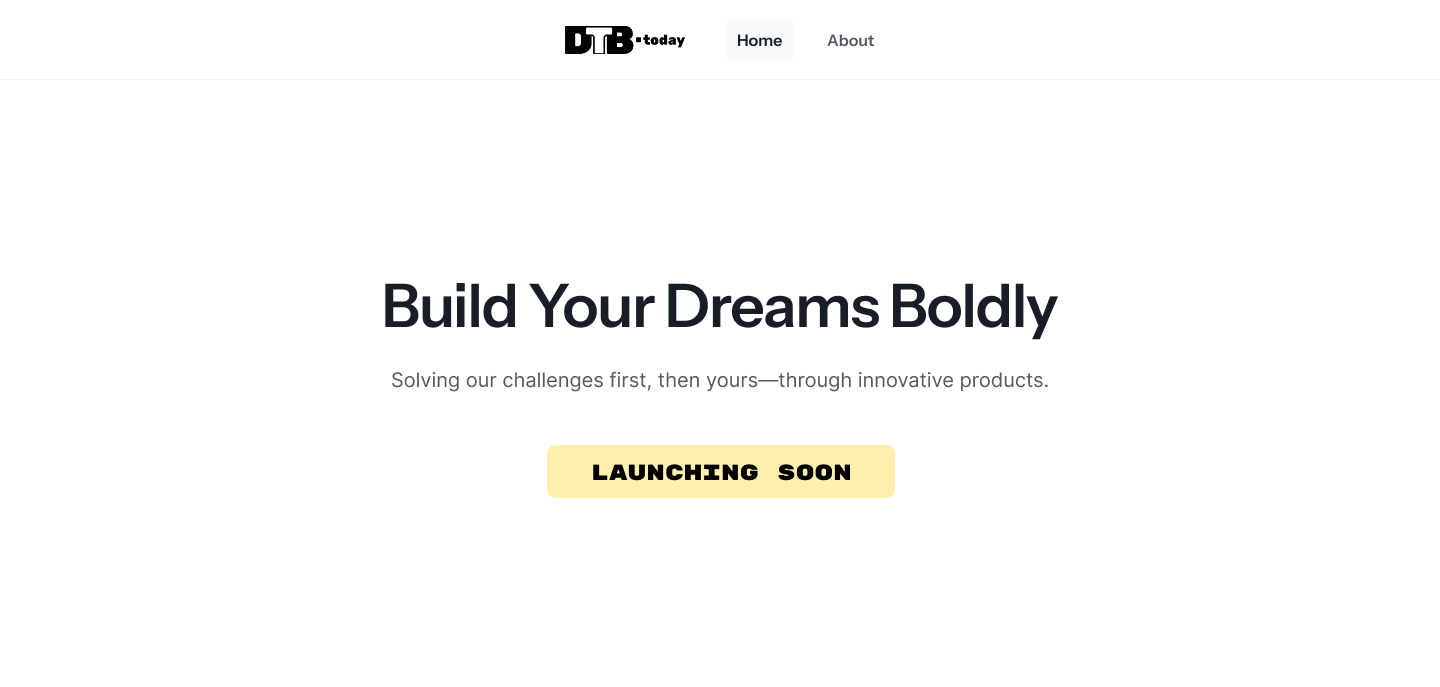 DTB.today
Home
About
Build Your Dreams Boldly
Solving our challenges first, then yours—through innovative products.
LAUNCHING SOON